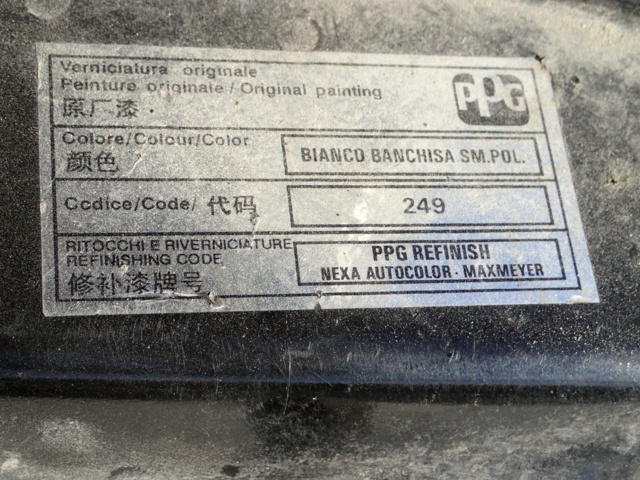 Verniciatura originale
Peinture originale / Original painting
原厂漆
PPG
Colore/Colour/Color
颜色
BIANCO BANCHISA SM.POL.
Codice/Code/ 代码
249
RITOCCHI E RIVERNICIATURE
REFINISHING CODE
修补漆牌号
PPG REFINISH
NEXA AUTOCOLOR · MAXMEYER